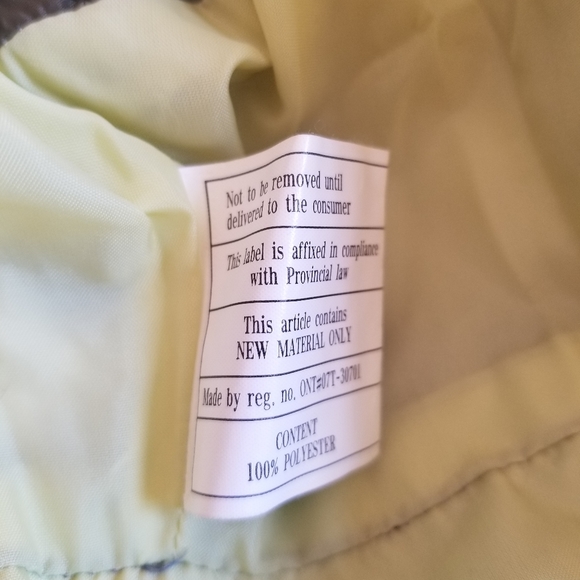 Not to be removed until
delivered to the consumer
This label is affixed in compliance
with Provincial law
This article contains
NEW MATERIAL ONLY
Made by reg. no. ONT#07T-30701
CONTENT
100% POLYESTER